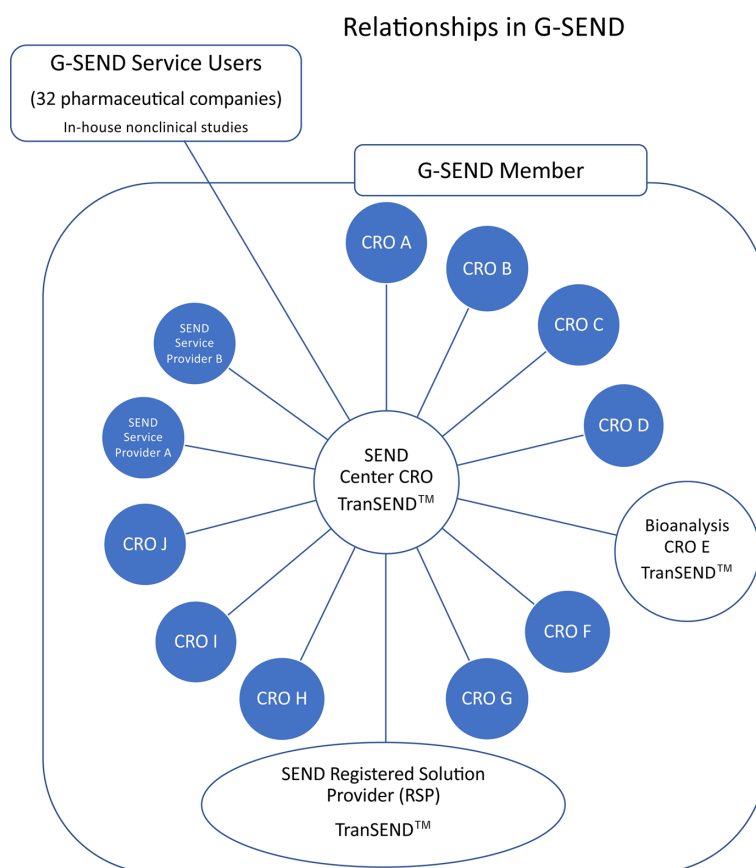 Relationships in G-SEND
G-SEND Service Users
(32 pharmaceutical companies)
In-house nonclinical studies
G-SEND Member
CRO A
CRO B
CRO C
CRO D
Bioanalysis
CRO E
TranSEND™
CRO F
CRO G
CRO H
CRO I
CRO J
SEND
Service
Provider A
SEND
Service
Provider B
SEND
Center CRO
TranSEND™
SEND Registered Solution
Provider (RSP)
TranSEND™